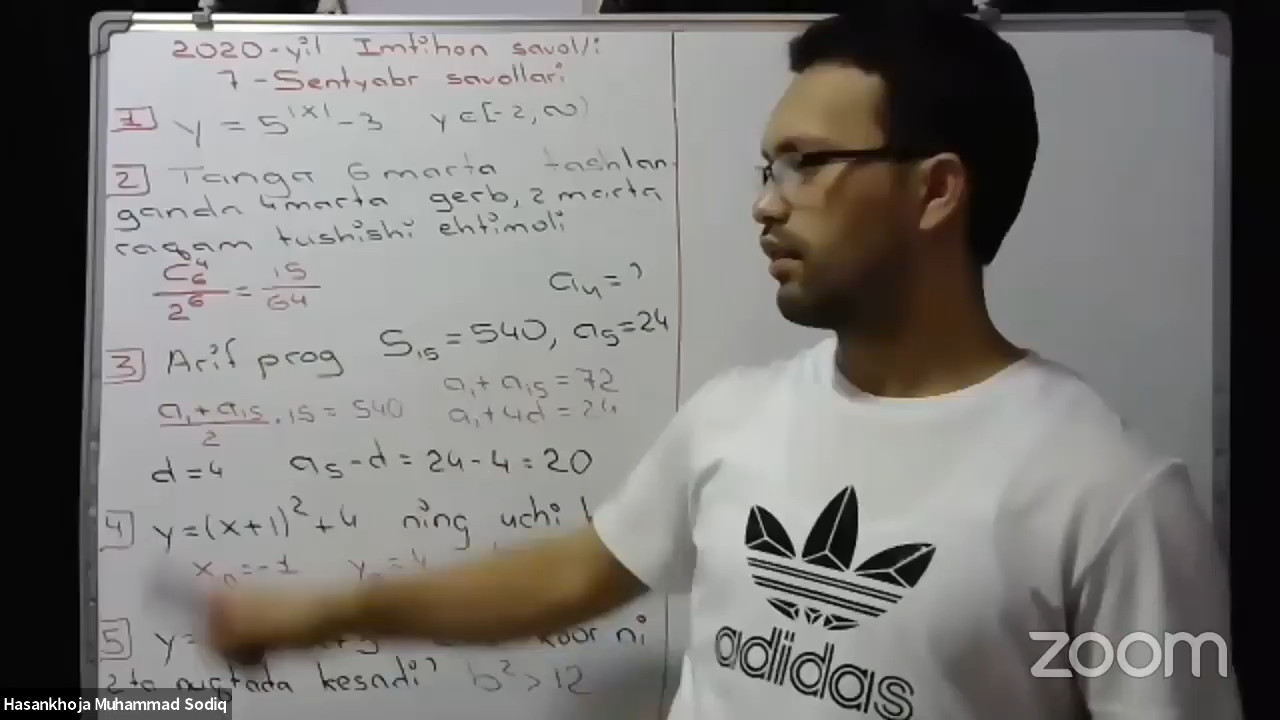 2020-yil Imtihon savol/i
7-Sentyabr savollari
1 y = 5^|x| - 3 y ∈ [-2, ∞)
2 Tanga 6 marta tashlan
ganda 4 marta gerb, 2 marta
raqam tushishi ehtimoli
C₆⁴/2⁶ = 15/64
a₄ = ?
3 Arif prog S₁₅ = 540, a₅ = 24
a₁ + a₁₅ = 72
(a₁ + a₁₅)/2 · 15 = 540 a₁ + 4d = 24
d = 4 a₅ - d = 24 - 4 = 20
4 y = (x+1)² + 4 ning uchi
x₀ = -1 y₀ = 4
5 y = koor ni
2 ta nuqtada kesadi? b² > 12
adidas
zoom
Hasankhoja Muhammad Sodiq